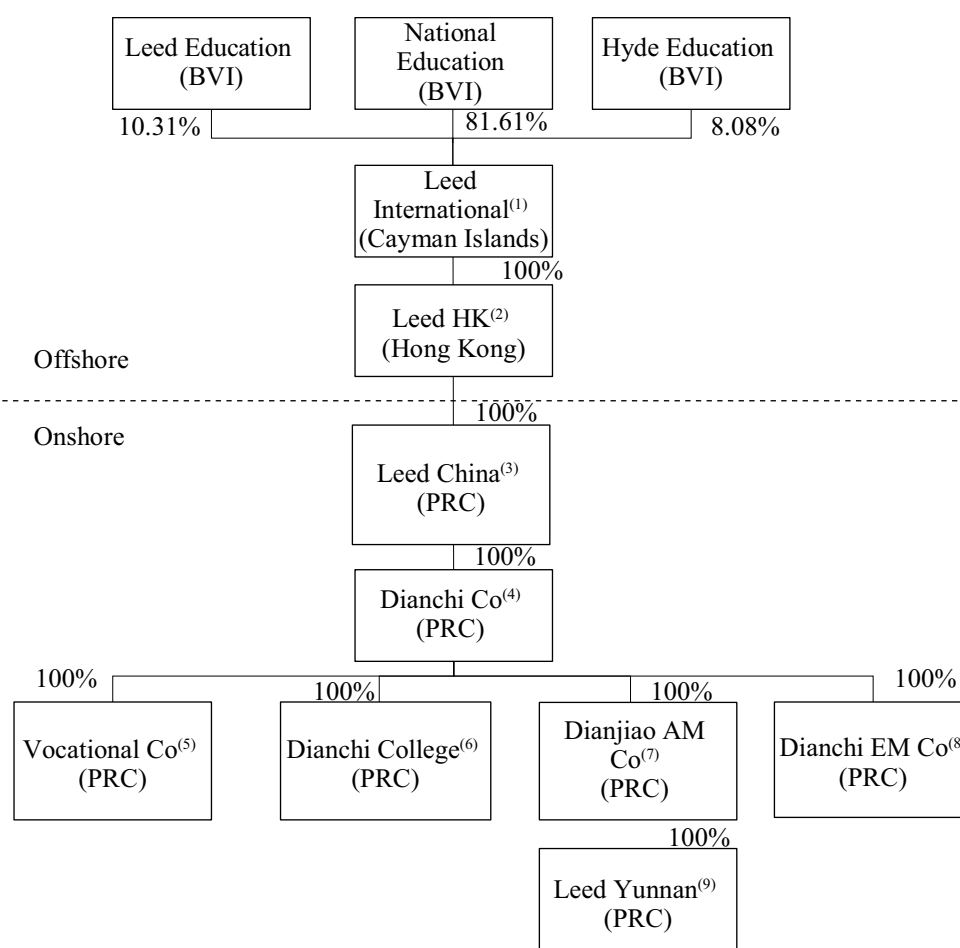 Leed Education
(BVI)
National
Education
(BVI)
Hyde Education
(BVI)
10.31%
81.61%
8.08%
Leed
International(1)
(Cayman Islands)
100%
Leed HK(2)
(Hong Kong)
Offshore
100%
Onshore
Leed China(3)
(PRC)
100%
Dianchi Co(4)
(PRC)
100%
100%
100%
100%
Vocational Co(5)
(PRC)
Dianchi College(6)
(PRC)
Dianjiao AM
Co(7)
(PRC)
Dianchi EM Co(8
(PRC)
100%
Leed Yunnan(9)
(PRC)